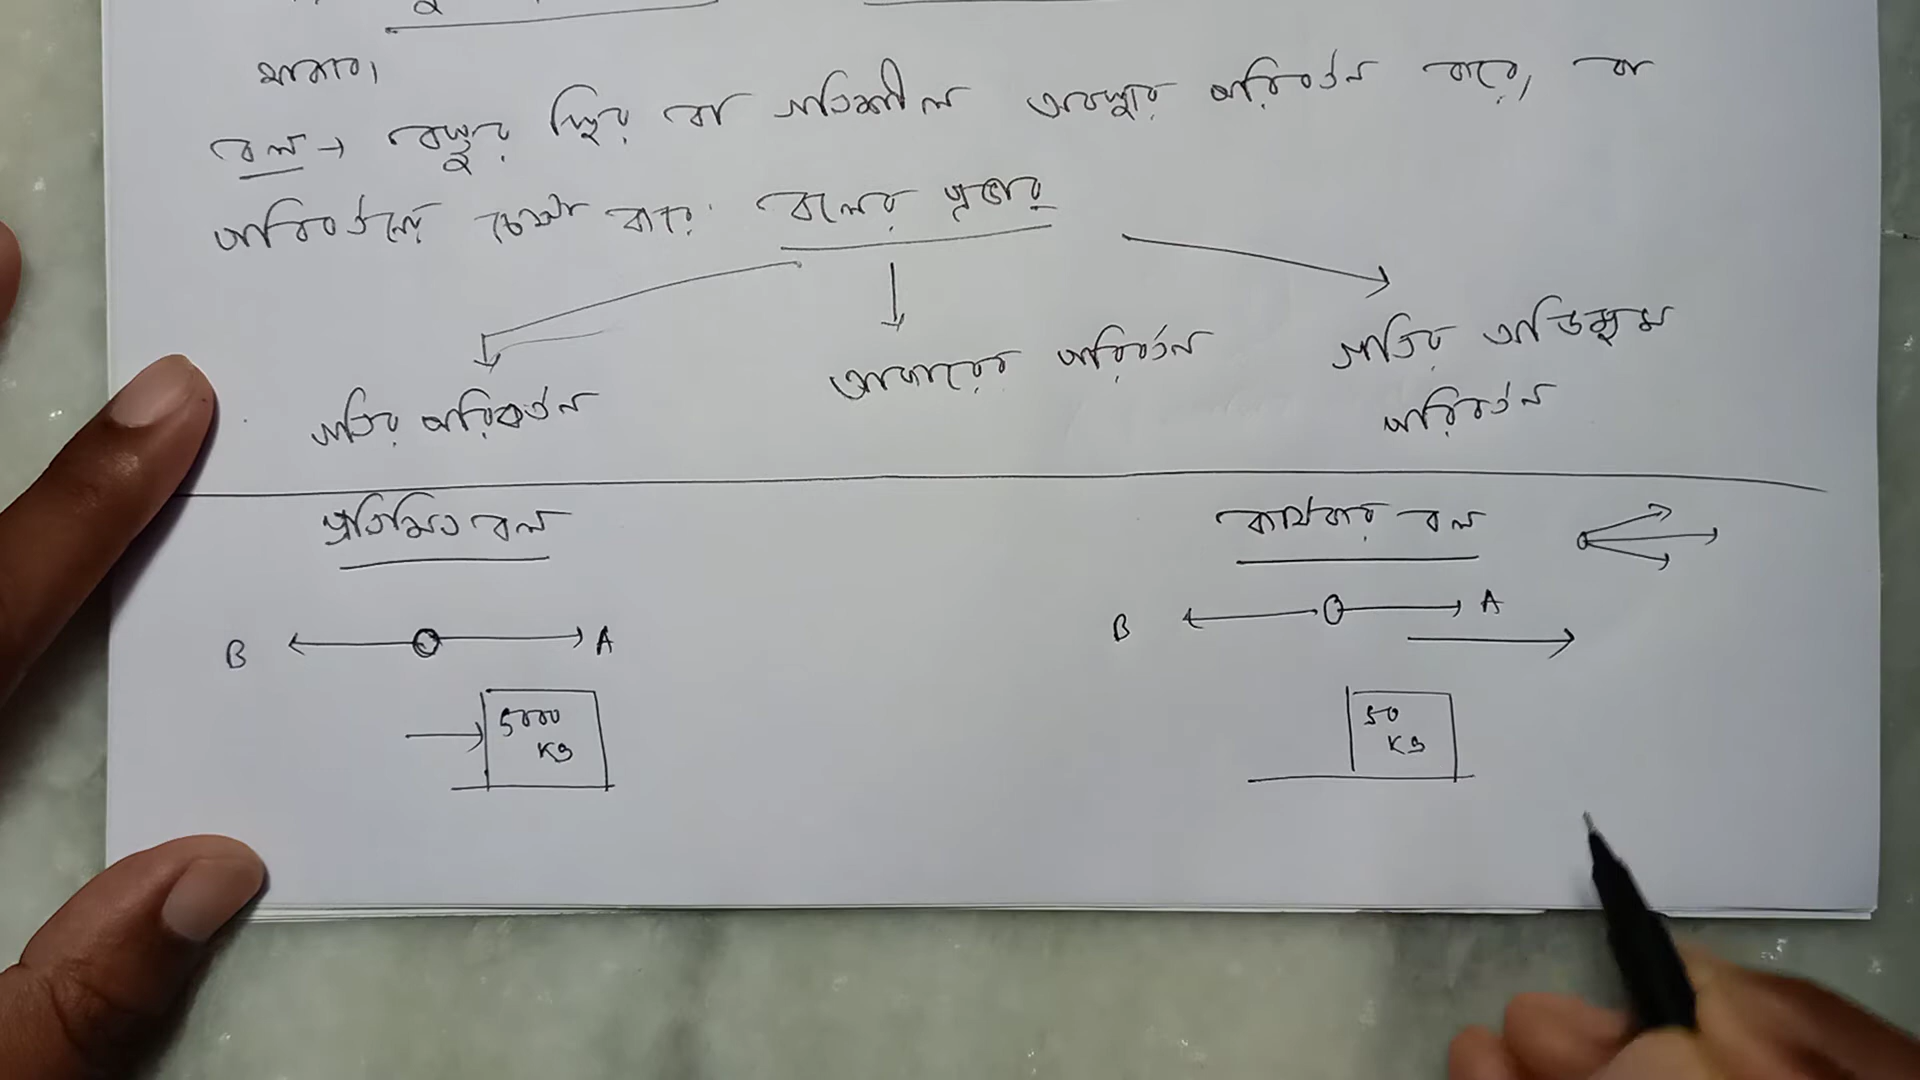 বল → বস্তুর স্থির বা গতিশীল অবস্থার পরিবর্তন করে, বা
পরিবর্তনের চেষ্টা করে। বলের প্রভাব
গতির পরিবর্তন
আকারের পরিবর্তন
গতির অভিমুখ
পরিবর্তন
প্রতিমিত বল
কার্যকর বল
B A
B A
5000
KG
50
KG